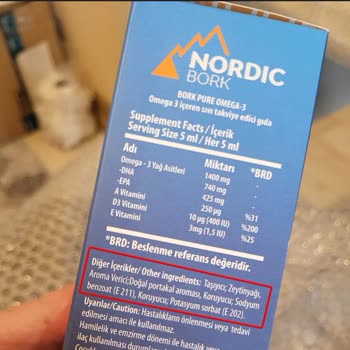 NORDIC
BORK
BORK PURE OMEGA-3
Omega 3 içeren sıvı takviye edici gıda
Supplement Facts / İçerik
Serving Size 5 ml / Her 5 ml
Adı Miktarı *BRD
Omega - 3 Yağ Asitleri 1400 mg -
-DHA 740 mg -
-EPA 425 mg -
A Vitamini 250 µg %31
D3 Vitamini 10 µg (400 IU) %200
E Vitamini 3mg (1.5 IU) %25
*BRD: Beslenme referans değeridir.
Diğer İçerikler/ Other ingredients: Taşıyıcı; Zeytinyağı,
Aroma Verici;Doğal portakal aroması, Koruyucu; Sodyum
benzoat (E 211), Koruyucu; Potasyum sorbat (E 202).
Uyarılar/Caution: Hastalıkların önlenmesi veya tedavi
edilmesi amacı ile kullanılmaz.
Hamilelik ve emzirme dönemi ile hastalık veya
ilaç kullanılması durumların